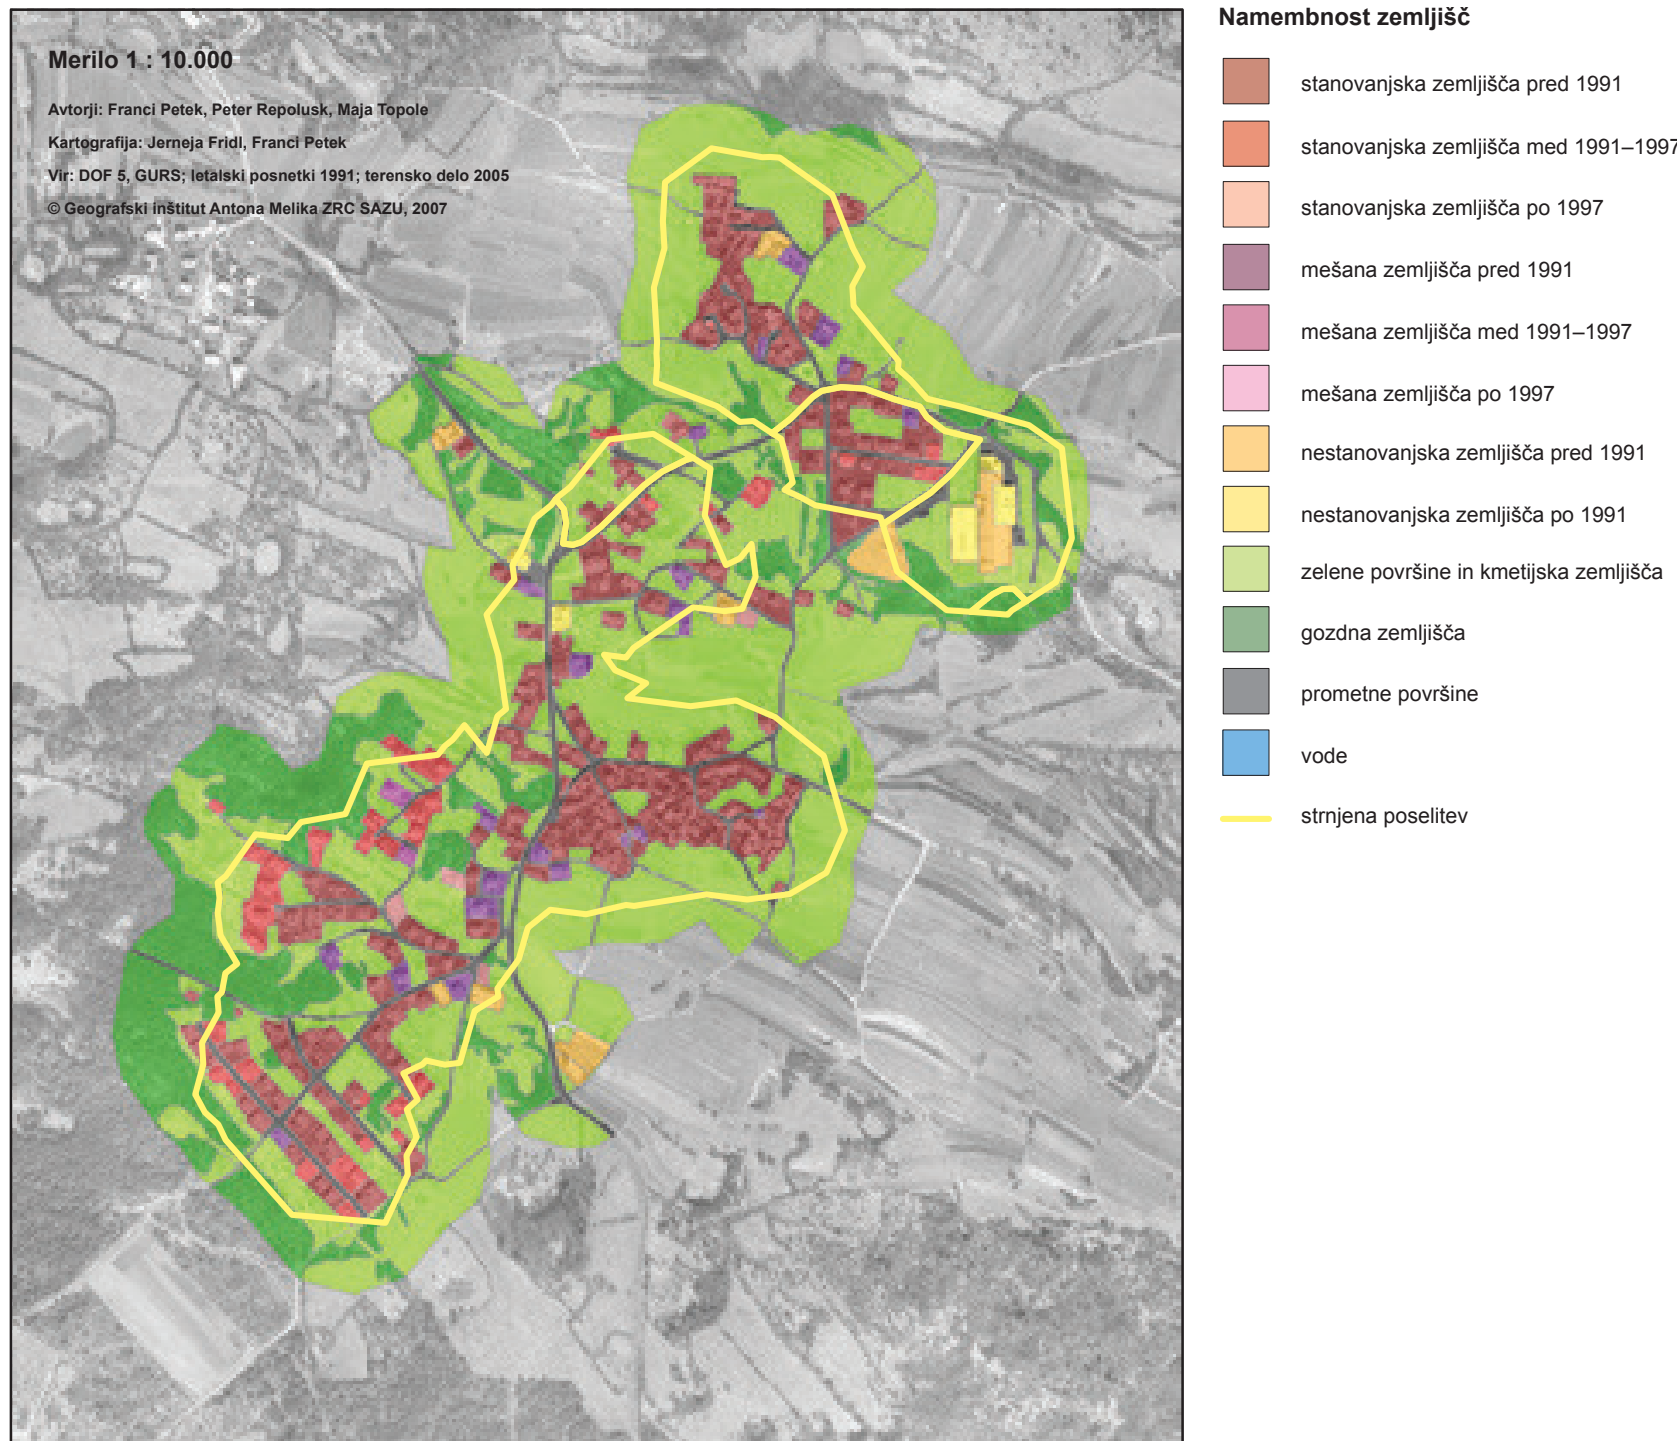 Merilo 1 : 10.000
Avtorji: Franci Petek, Peter Repolusk, Maja Topole
Kartografija: Jerneja Fridl, Franci Petek
Vir: DOF 5, GURS; letalski posnetki 1991; terensko delo 2005
© Geografski inštitut Antona Melika ZRC SAZU, 2007
Namembnost zemljišč
stanovanjska zemljišča pred 1991
stanovanjska zemljišča med 1991–1997
stanovanjska zemljišča po 1997
mešana zemljišča pred 1991
mešana zemljišča med 1991–1997
mešana zemljišča po 1997
nestanovanjska zemljišča pred 1991
nestanovanjska zemljišča po 1991
zelene površine in kmetijska zemljišča
gozdna zemljišča
prometne površine
vode
strnjena poselitev